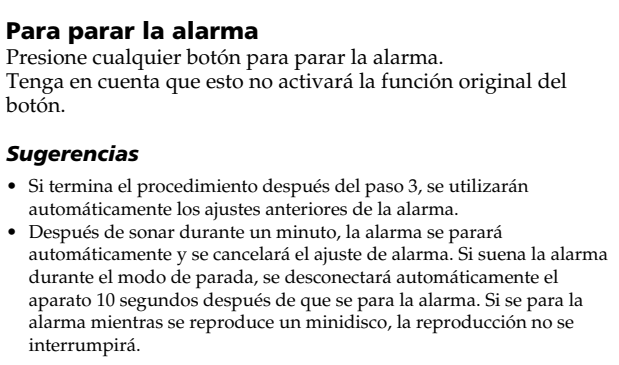 Para parar la alarma
Presione cualquier botón para parar la alarma.
Tenga en cuenta que esto no activará la función original del
botón.
Sugerencias
• Si termina el procedimiento después del paso 3, se utilizarán
automáticamente los ajustes anteriores de la alarma.
• Después de sonar durante un minuto, la alarma se parará
automáticamente y se cancelará el ajuste de alarma. Si suena la alarma
durante el modo de parada, se desconectará automáticamente el
aparato 10 segundos después de que se para la alarma. Si se para la
alarma mientras se reproduce un minidisco, la reproducción no se
interrumpirá.